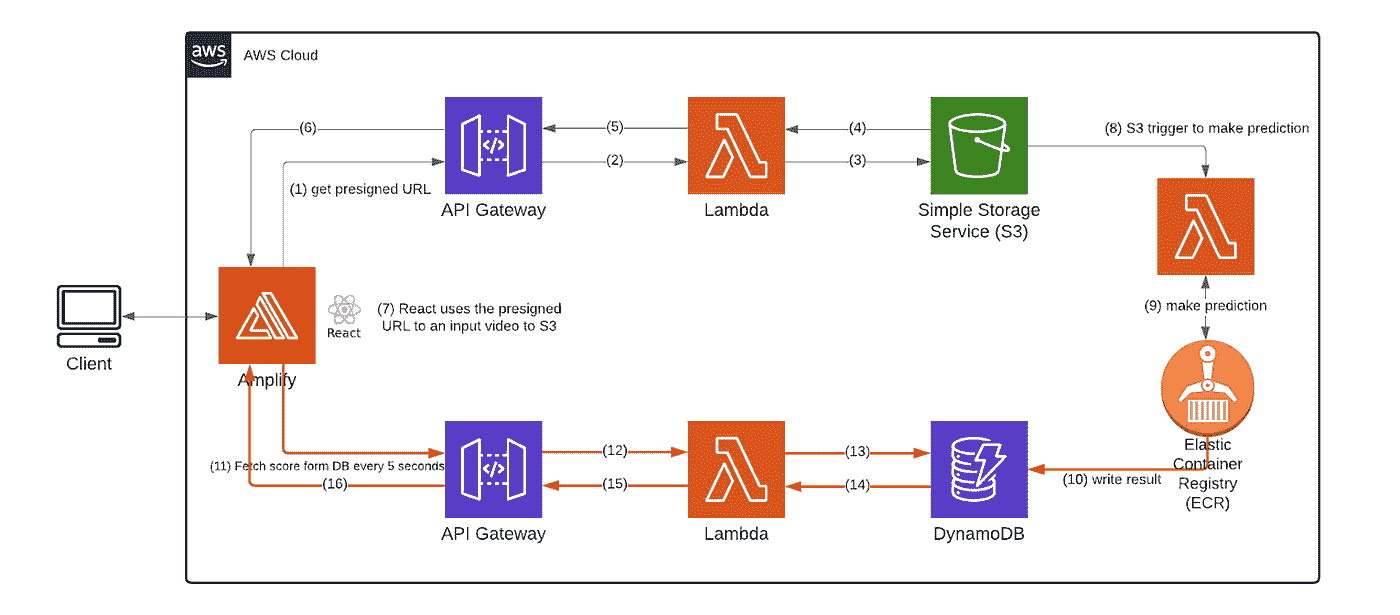 aws
AWS Cloud
(6)
(5)
(4)
(8) S3 trigger to make prediction
(2)
(3)
(1) get presigned URL
API Gateway
Lambda
Simple Storage
Service (S3)
(9) make prediction
(7) React uses the presigned
URL to an input video to S3
React
Client
Amplify
(12)
(13)
(11) Fetch score form DB every 5 seconds
(16)
(15)
(14)
(10) write result
Elastic
Container
Registry
(ECR)
API Gateway
Lambda
DynamoDB